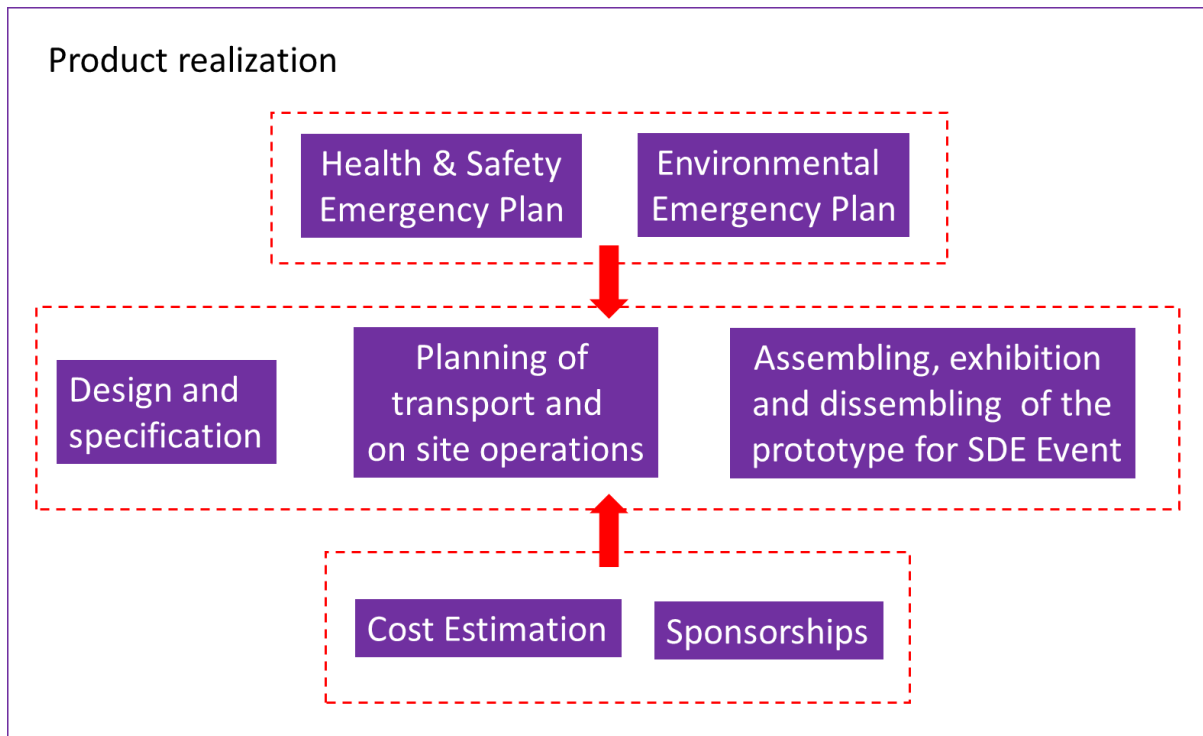 Product realization
Health & Safety
Emergency Plan
Environmental
Emergency Plan
Design and
specification
Planning of
transport and
on site operations
Assembling, exhibition
and dissembling of the
prototype for SDE Event
Cost Estimation
Sponsorships